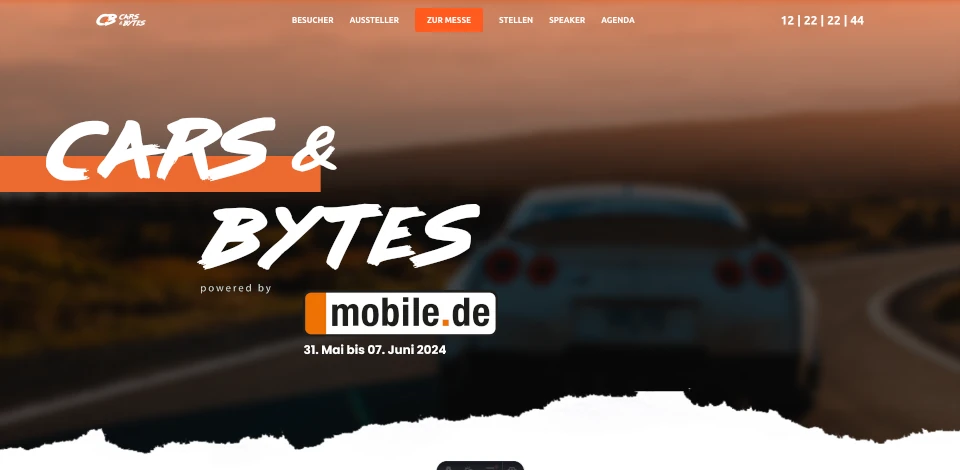 CB CARS & BYTES
BESUCHER AUSSTELLER ZUR MESSE STELLEN SPEAKER AGENDA
12 | 22 | 22 | 44
CARS &
BYTES
powered by
mobile.de
31. Mai bis 07. Juni 2024